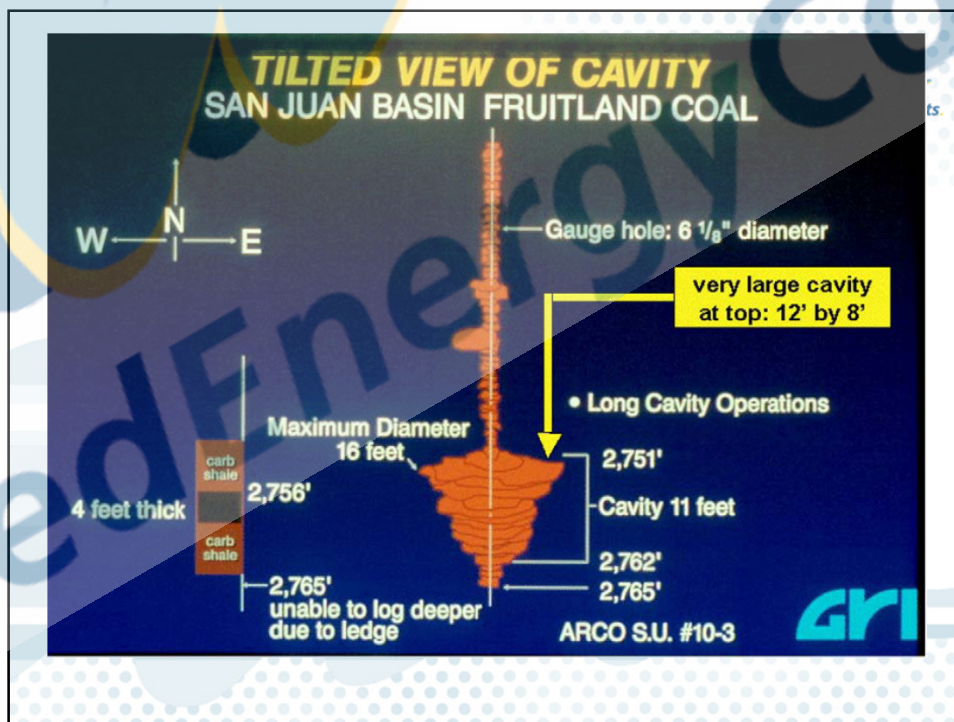 TILTED VIEW OF CAVITY
SAN JUAN BASIN FRUITLAND COAL
ts.
N
W
E
Gauge hole: 6 1/8" diameter
very large cavity
at top: 12' by 8'
• Long Cavity Operations
Maximum Diameter
16 feet
2,751'
carb
shale
2,756'
4 feet thick
Cavity 11 feet
carb
shale
2,762'
2,765'
2,765'
unable to log deeper
due to ledge
ARCO S.U. #10-3
GRI
edEnergyCo